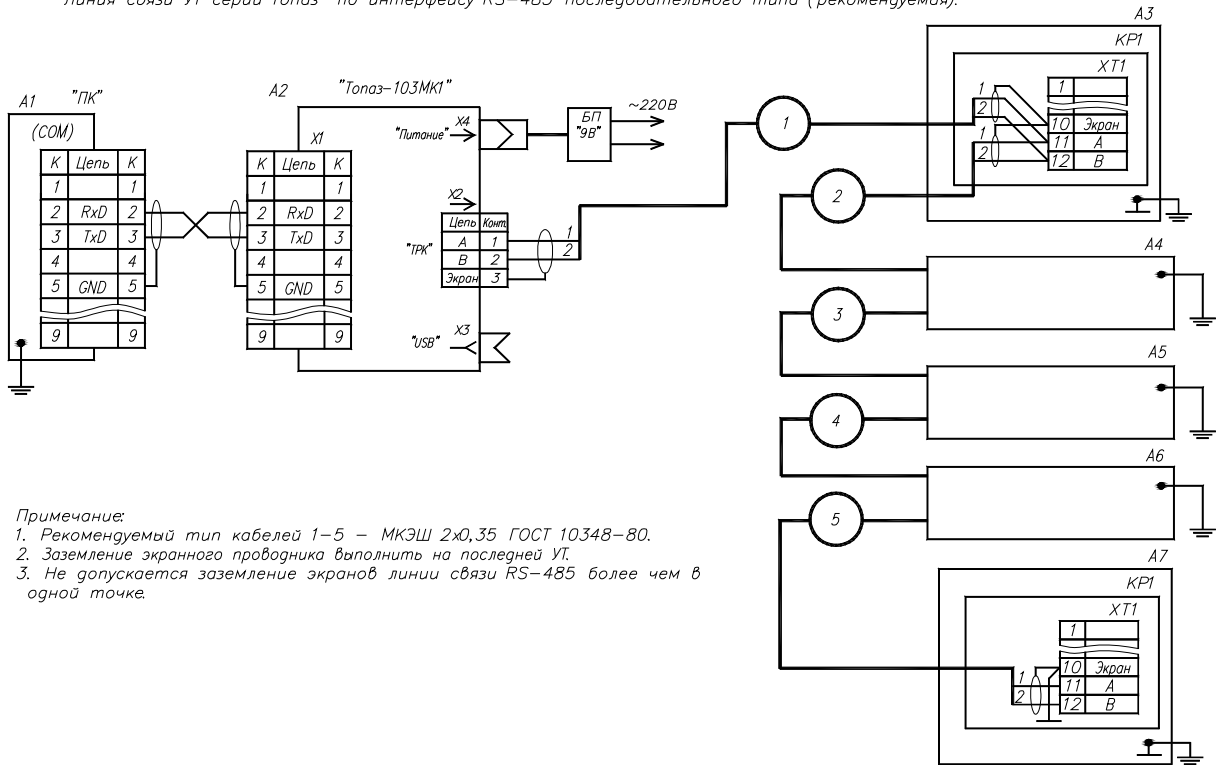 линия связи УТ серии Топаз по интерфейсу RS-485 последовательного типа (рекомендуемая).
A1
"ПК"
(COM)
К Цепь К
1 1
2 RxD 2
3 TxD 3
4 4
5 GND 5
9 9
A2
"Топаз-103МК1"
X1
К Цепь К
1 1
2 RxD 2
3 TxD 3
4 4
5 GND 5
9 9
"Питание"
X4
БП
"9В"
~220В
X2
"ТРК"
Цепь Конт.
А 1
В 2
Экран 3
1
2
"USB"
X3
1
2
3
4
5
A3
КР1
XT1
1
10 Экран
11 А
12 В
1
2
1
2
A4
A5
A6
A7
КР1
XT1
1
10 Экран
11 А
12 В
1
2
Примечание:
1. Рекомендуемый тип кабелей 1-5 - МКЭШ 2х0,35 ГОСТ 10348-80.
2. Заземление экранного проводника выполнить на последней УТ.
3. Не допускается заземление экранов линии связи RS-485 более чем в
одной точке.